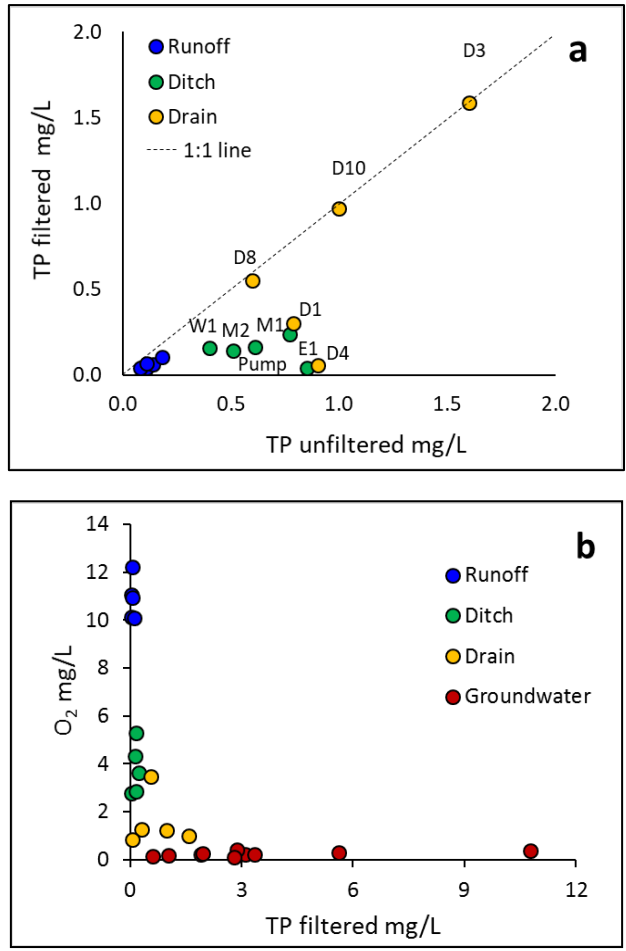 2.0
1.5
1.0
0.5
0.0
TP filtered mg/L
Runoff
Ditch
Drain
1:1 line
a
D3
D10
D8
D1
W1 M2 M1
E1 D4
Pump
0.0 0.5 1.0 1.5 2.0
TP unfiltered mg/L
14
12
10
8
6
4
2
0
O2 mg/L
b
Runoff
Ditch
Drain
Groundwater
0 3 6 9 12
TP filtered mg/L